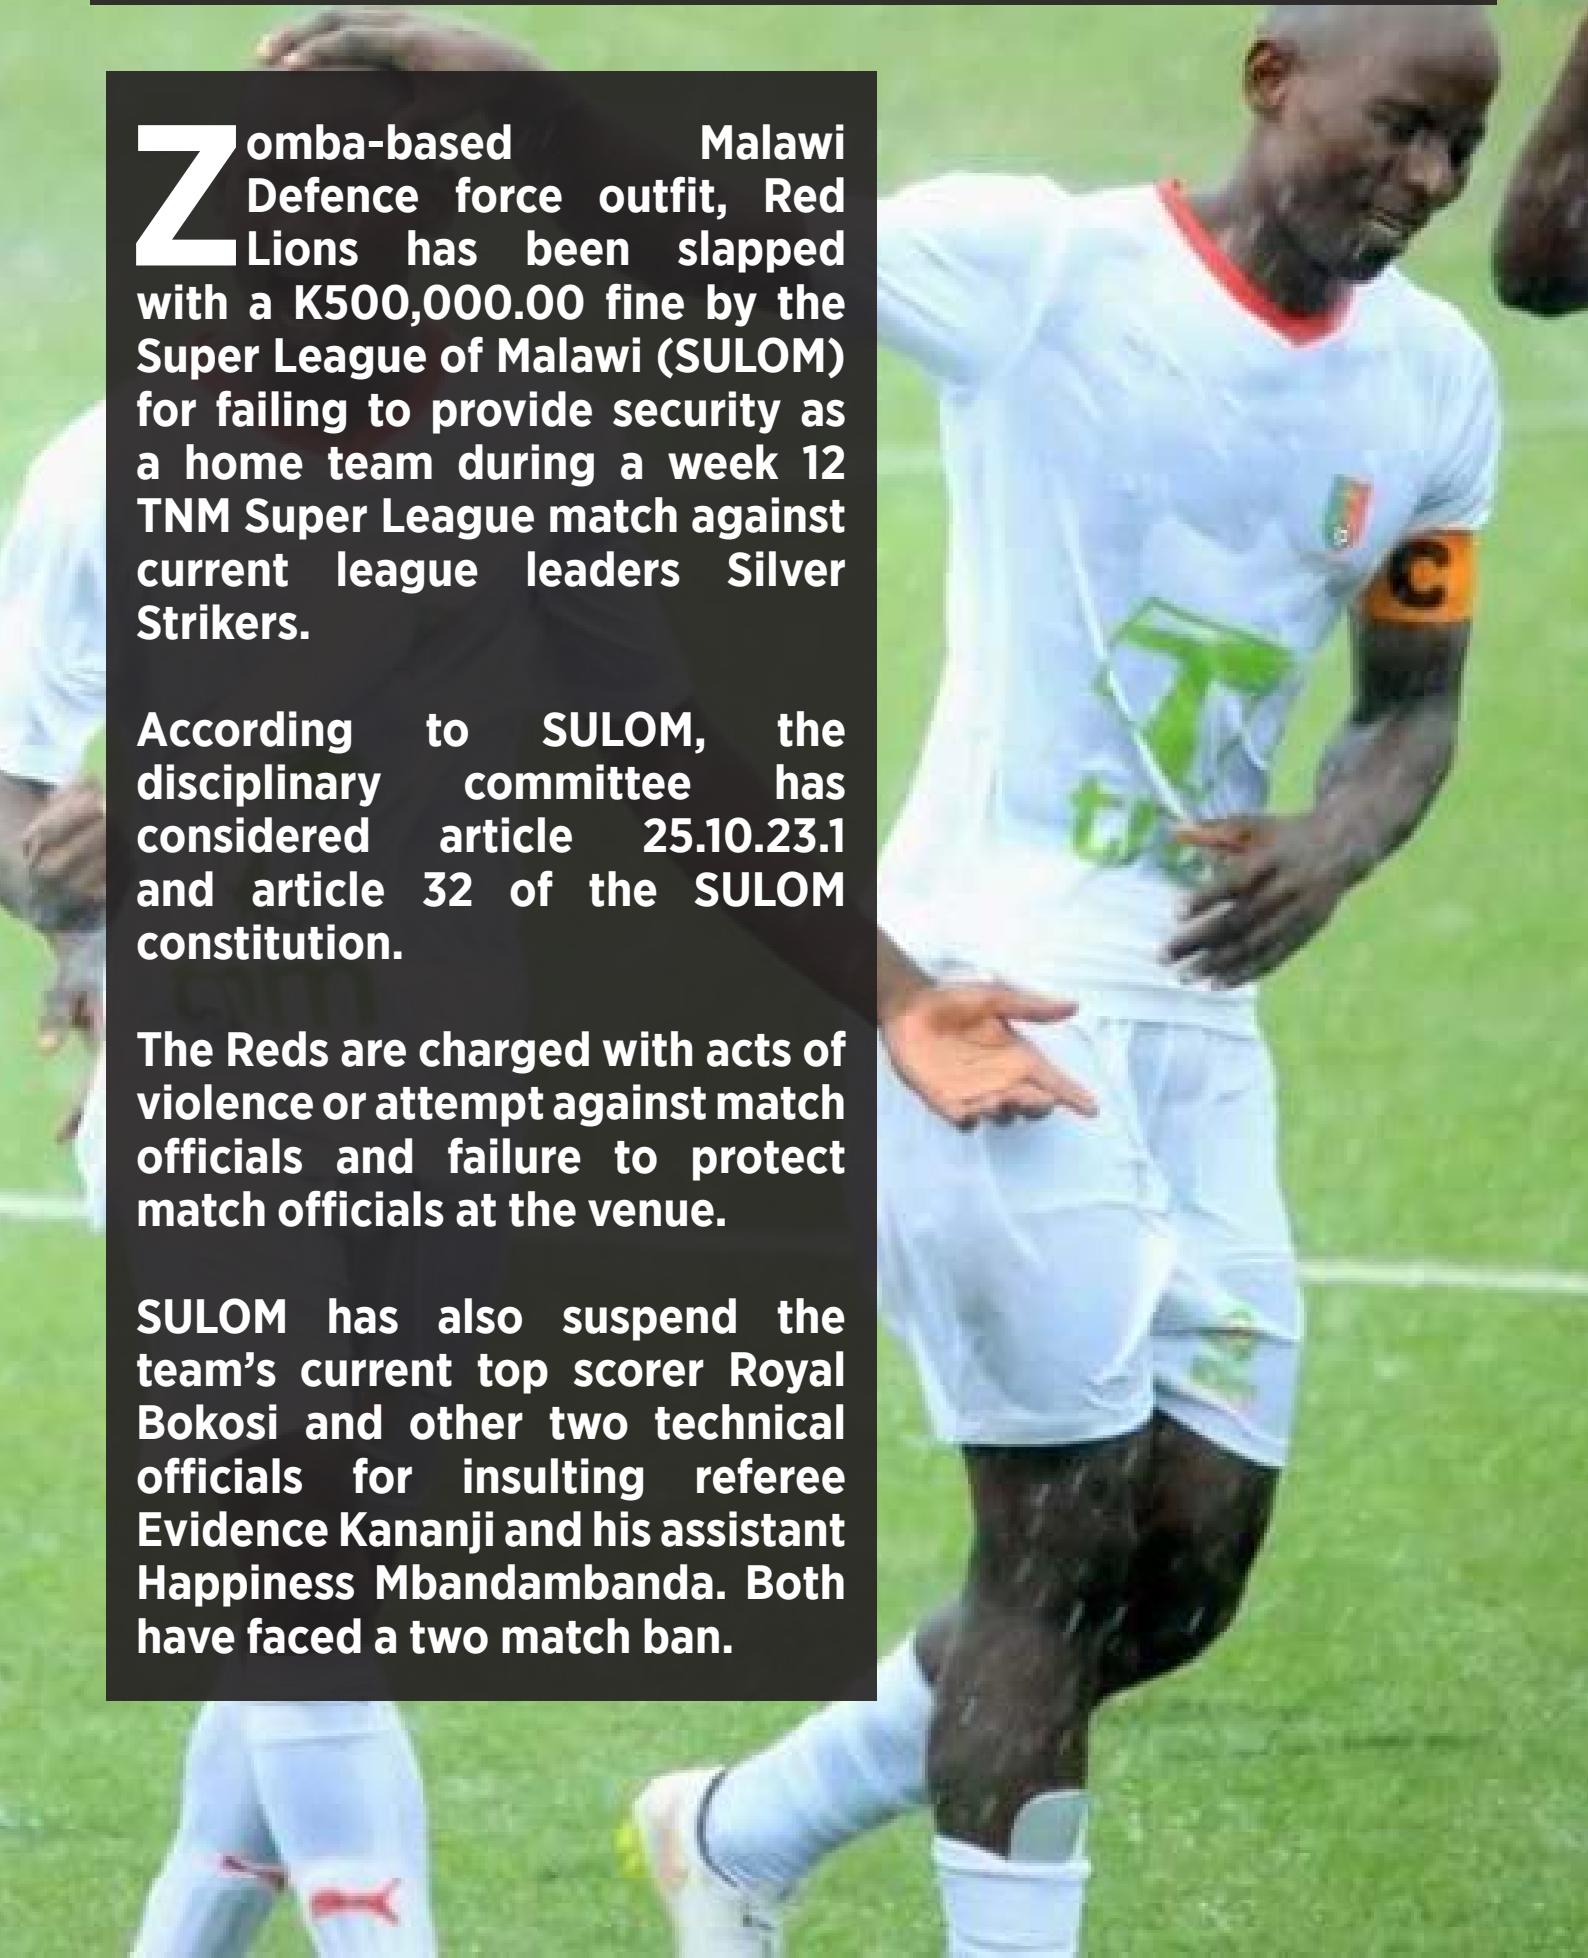 Zomba-based Malawi
Defence force outfit, Red
Lions has been slapped
with a K500,000.00 fine by the
Super League of Malawi (SULOM)
for failing to provide security as
a home team during a week 12
TNM Super League match against
current league leaders Silver
Strikers.
According to SULOM, the
disciplinary committee has
considered article 25.10.23.1
and article 32 of the SULOM
constitution.
The Reds are charged with acts of
violence or attempt against match
officials and failure to protect
match officials at the venue.
SULOM has also suspend the
team’s current top scorer Royal
Bokosi and other two technical
officials for insulting referee
Evidence Kananji and his assistant
Happiness Mbandambanda. Both
have faced a two match ban.
C